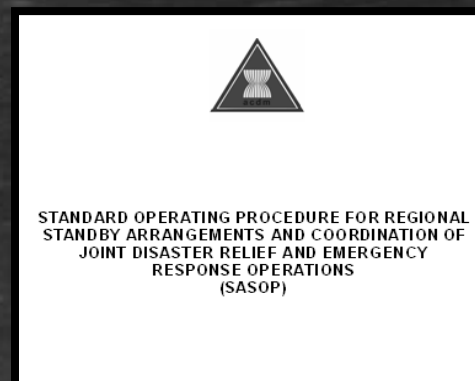 acdm
STANDARD OPERATING PROCEDURE FOR REGIONAL
STANDBY ARRANGEMENTS AND COORDINATION OF
JOINT DISASTER RELIEF AND EMERGENCY
RESPONSE OPERATIONS
(SASOP)